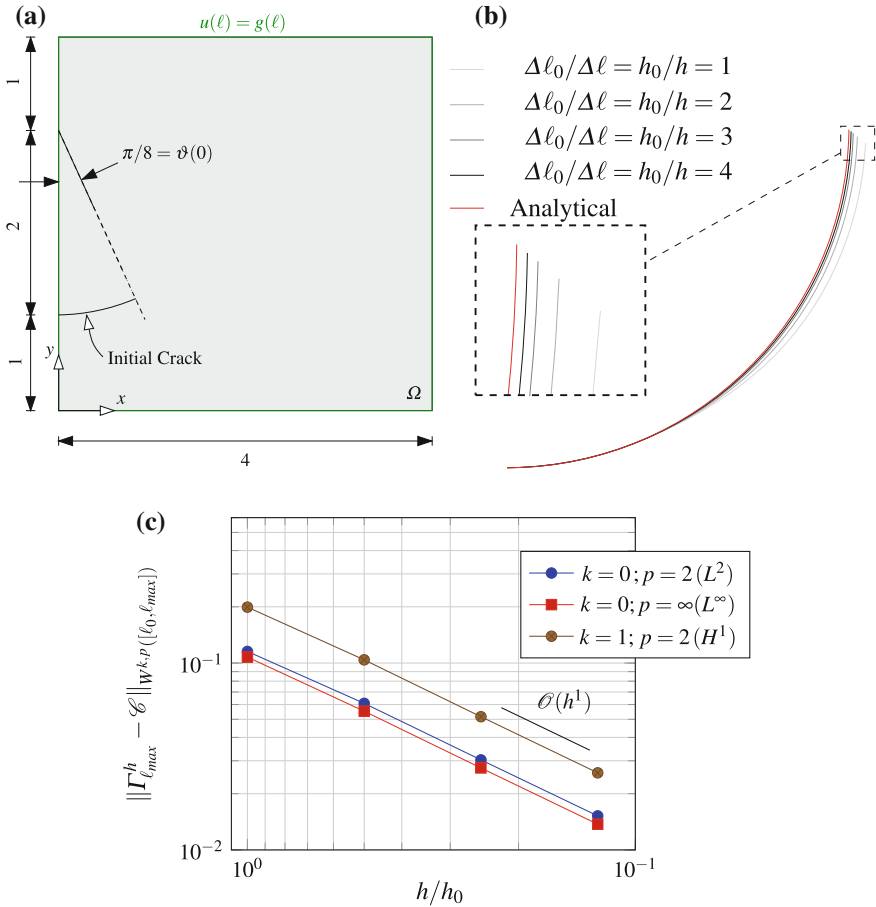 (a)
u(ℓ) = g(ℓ)
1
π/8 = ϑ(0)
2
Initial Crack
1
y
x
Ω
4
(b)
Δℓ₀/Δℓ = h₀/h = 1
Δℓ₀/Δℓ = h₀/h = 2
Δℓ₀/Δℓ = h₀/h = 3
Δℓ₀/Δℓ = h₀/h = 4
Analytical
(c)
k = 0 ; p = 2 (L²)
k = 0; p = ∞(L^∞)
k = 1; p = 2 (H¹)
𝒪(h¹)
||Γ^h_{ℓ_max} − 𝒞||_{W^{k,p}([ℓ₀,ℓ_max])}
10⁻¹
10⁻²
10⁰
10⁻¹
h/h₀